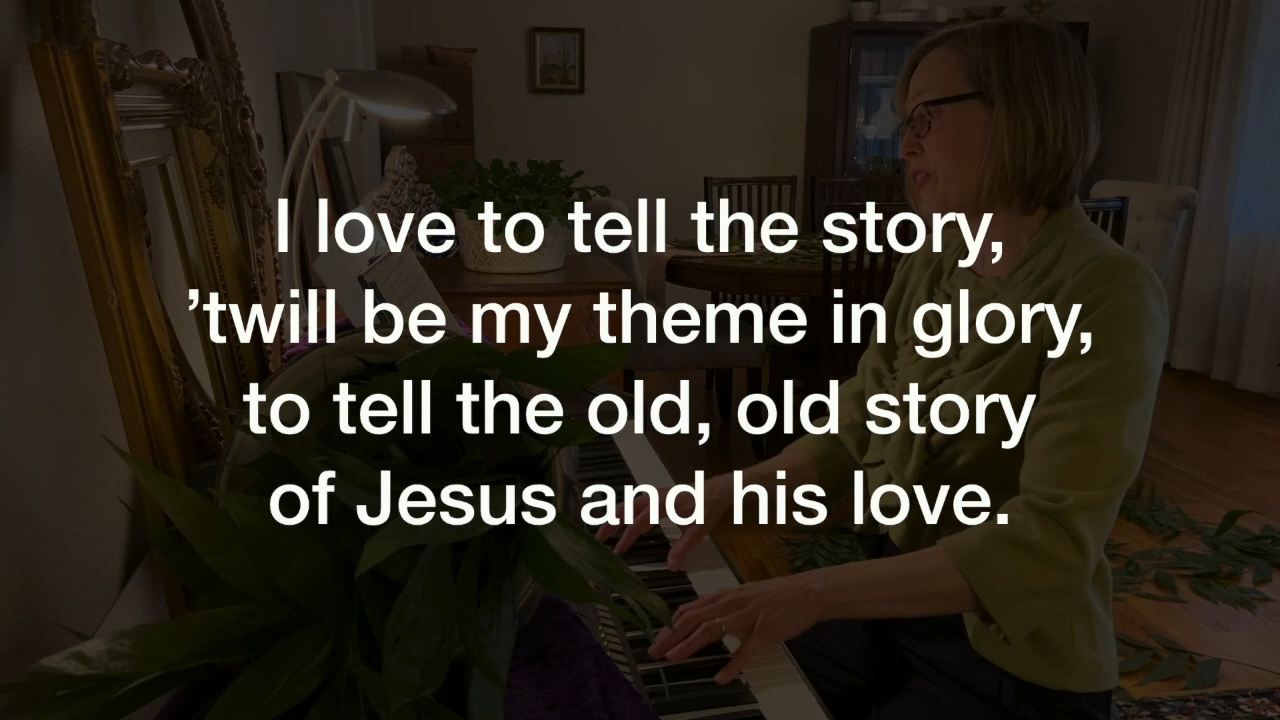 I love to tell the story,
’twill be my theme in glory,
to tell the old, old story
of Jesus and his love.